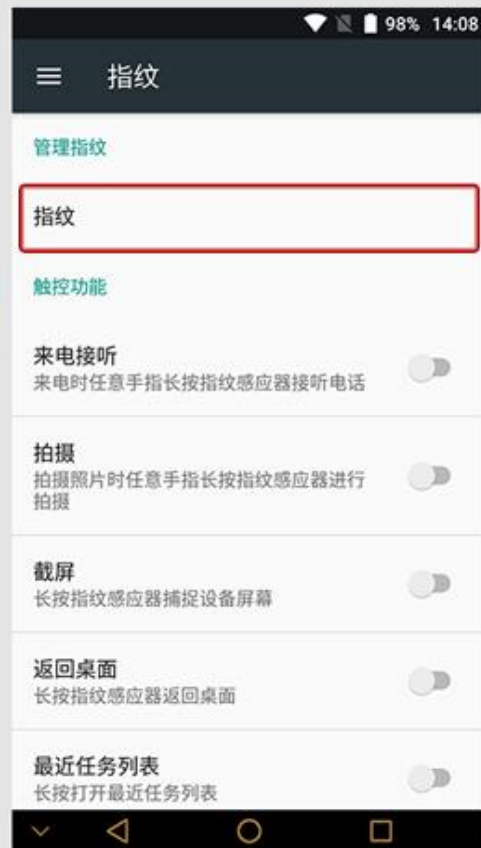 98% 14:08
指纹
管理指纹
指纹
触控功能
来电接听
来电时任意手指长按指纹感应器接听电话
拍摄
拍摄照片时任意手指长按指纹感应器进行
拍摄
截屏
长按指纹感应器捕捉设备屏幕
返回桌面
长按指纹感应器返回桌面
最近任务列表
长按打开最近任务列表